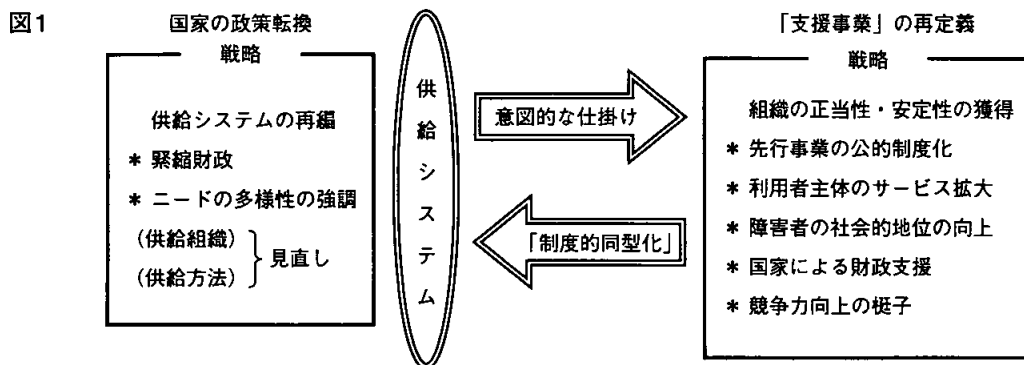 図1
国家の政策転換
戦略
供給システムの再編
* 緊縮財政
* ニードの多様性の強調
(供給組織)
(供給方法)
見直し
供給システム
意図的な仕掛け
「制度的同型化」
「支援事業」の再定義
戦略
組織の正当性・安定性の獲得
* 先行事業の公的制度化
* 利用者主体のサービス拡大
* 障害者の社会的地位の向上
* 国家による財政支援
* 競争力向上の梃子